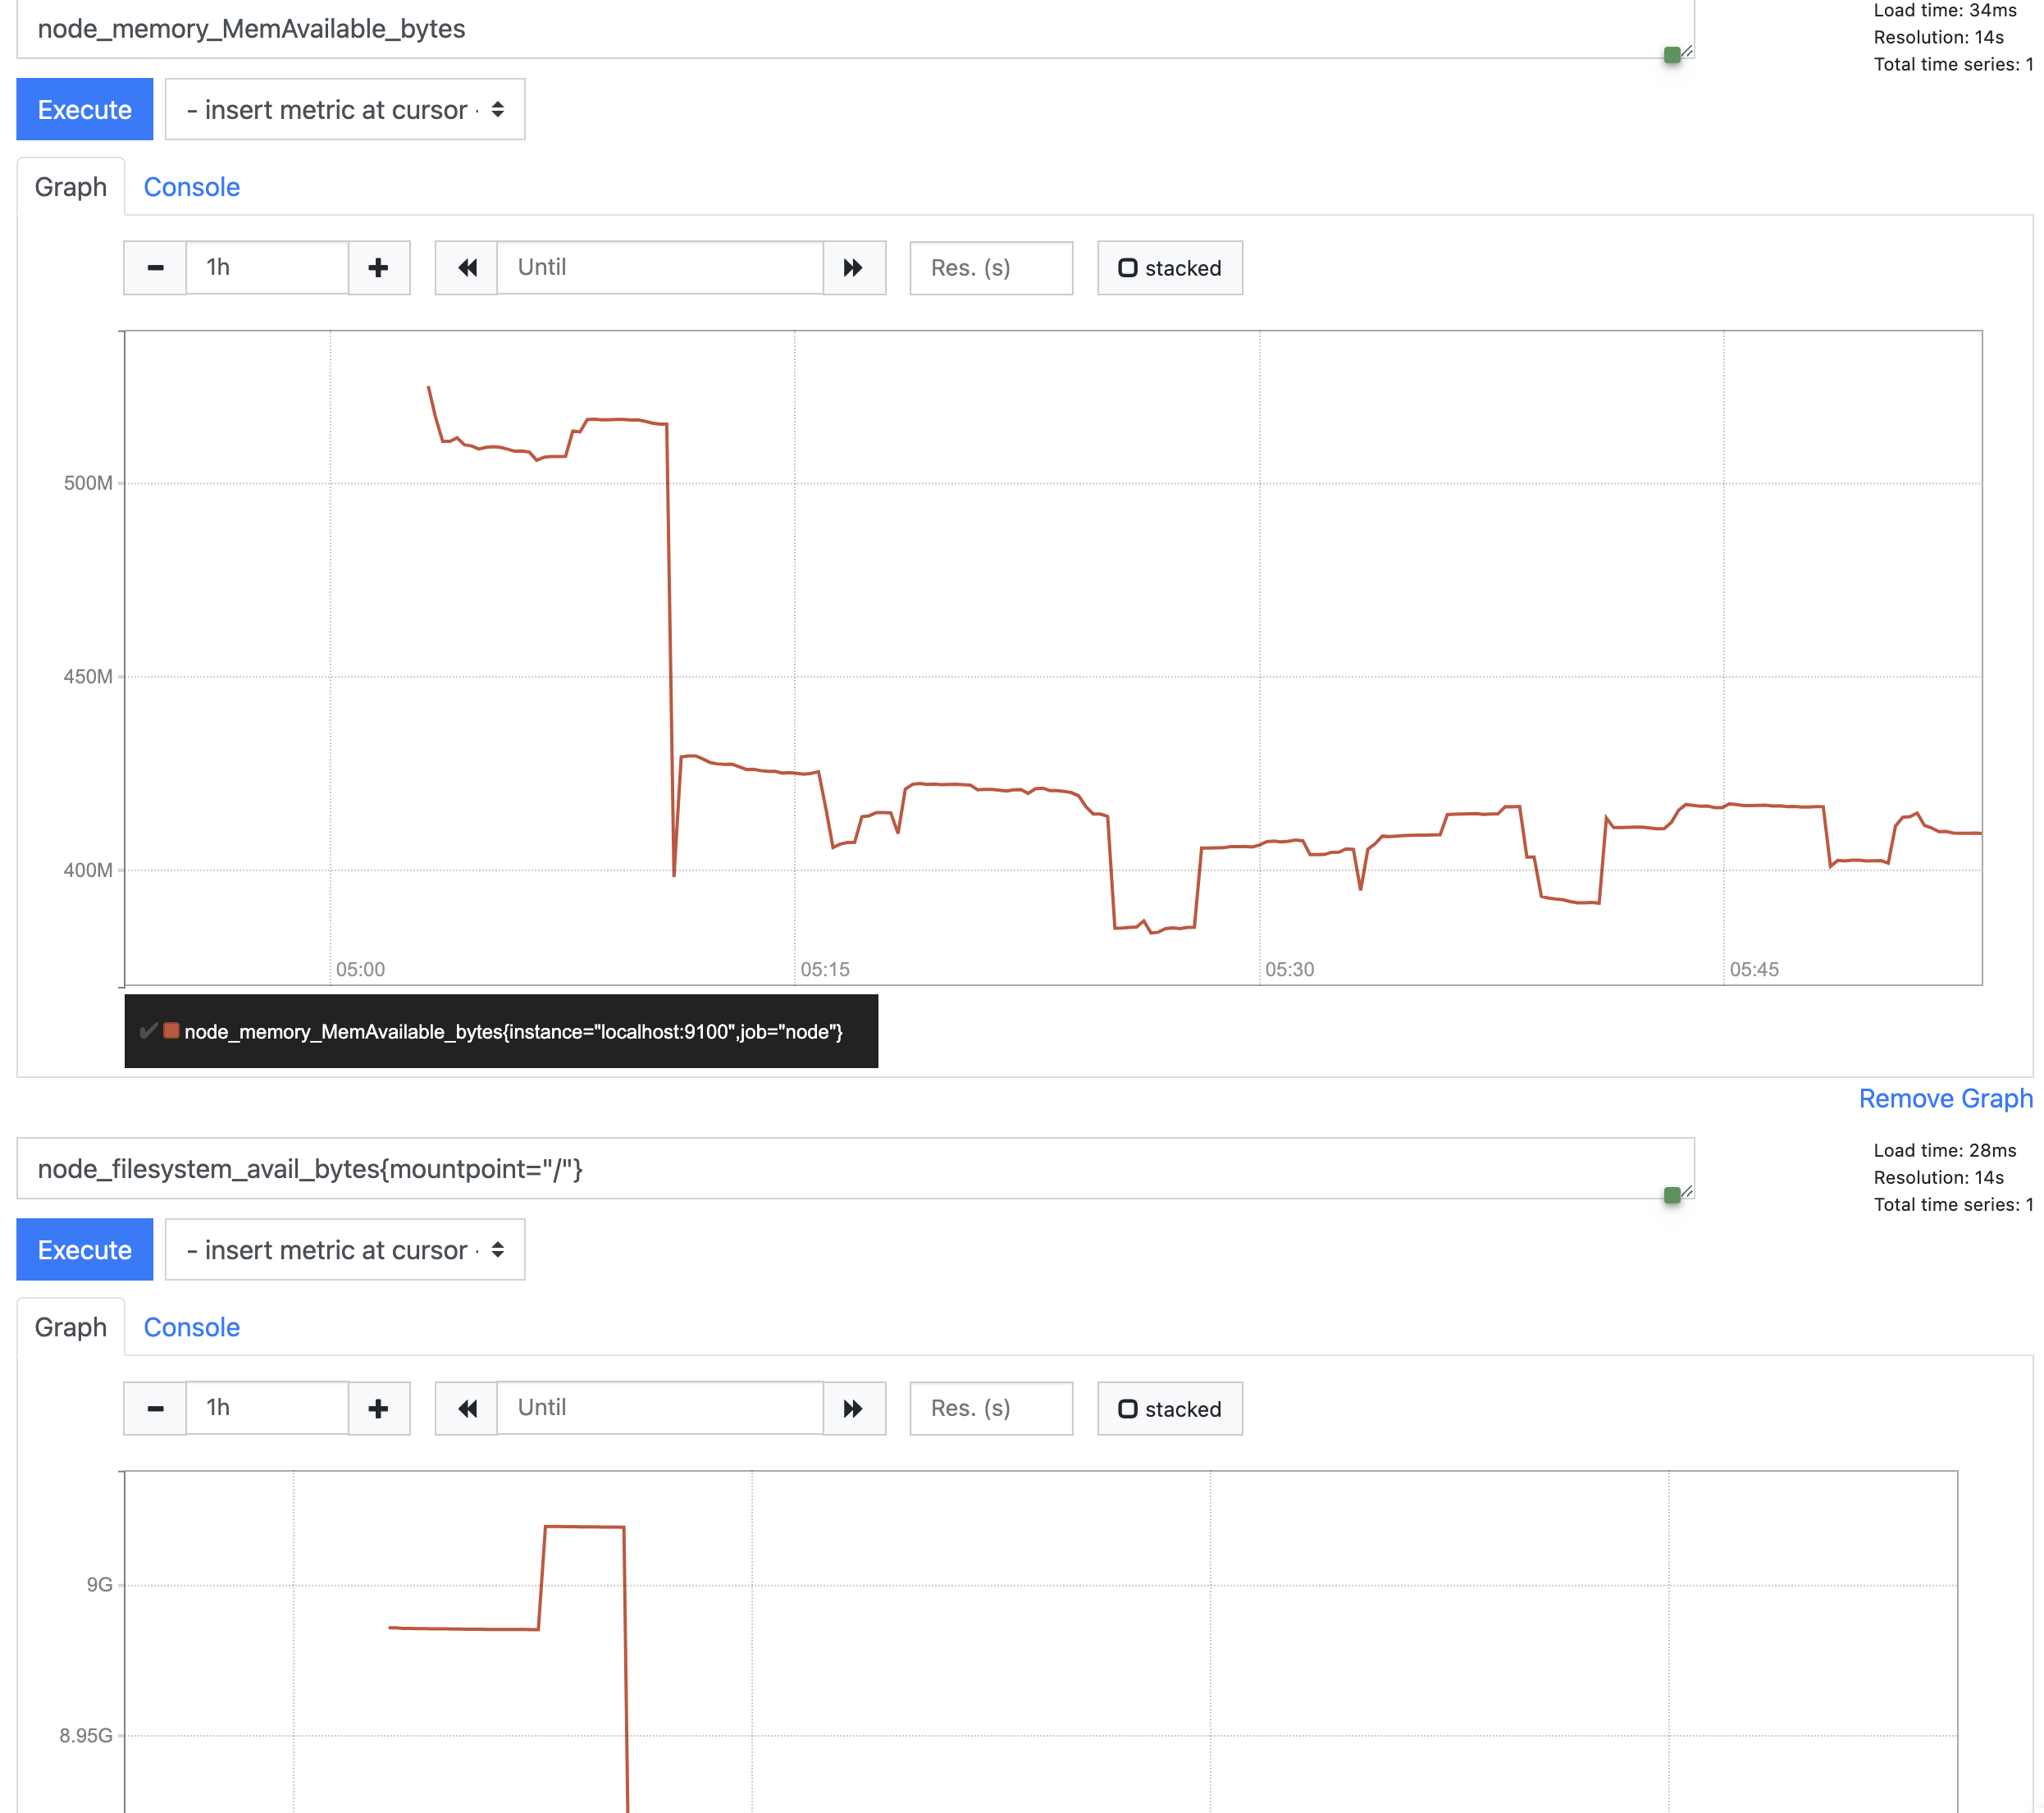 node_memory_MemAvailable_bytes
Load time: 34ms
Resolution: 14s
Total time series: 1
Execute
- insert metric at cursor -
Graph
Console
1h
Until
Res. (s)
stacked
500M
450M
400M
05:00
05:15
05:30
05:45
node_memory_MemAvailable_bytes{instance="localhost:9100",job="node"}
Remove Graph
node_filesystem_avail_bytes{mountpoint="/"}
Load time: 28ms
Resolution: 14s
Total time series: 1
Execute
- insert metric at cursor -
Graph
Console
1h
Until
Res. (s)
stacked
9G
8.95G